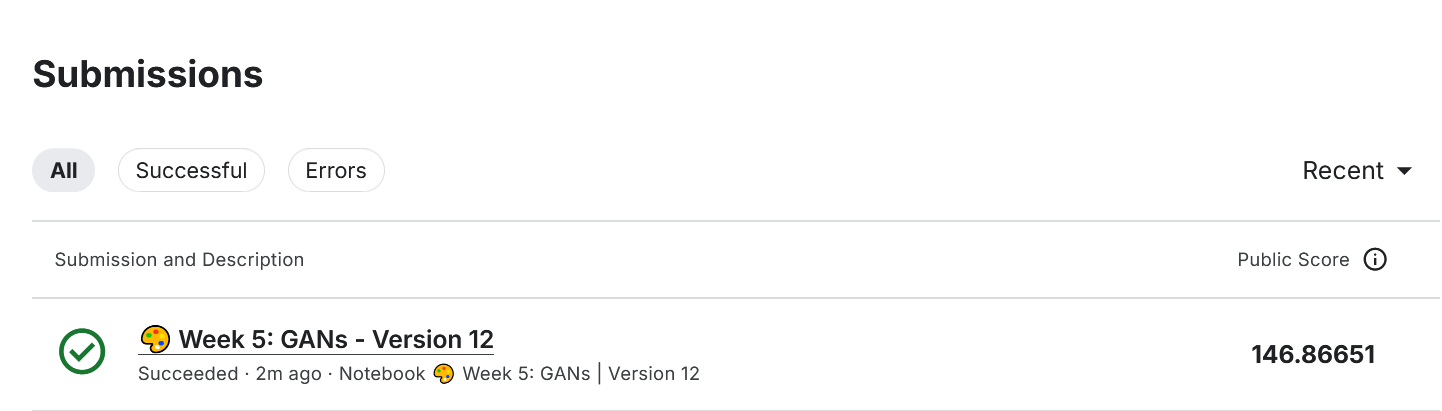 Submissions
All Successful Errors Recent
Submission and Description Public Score
🎨 Week 5: GANs - Version 12
146.86651
Succeeded · 2m ago · Notebook 🎨 Week 5: GANs | Version 12